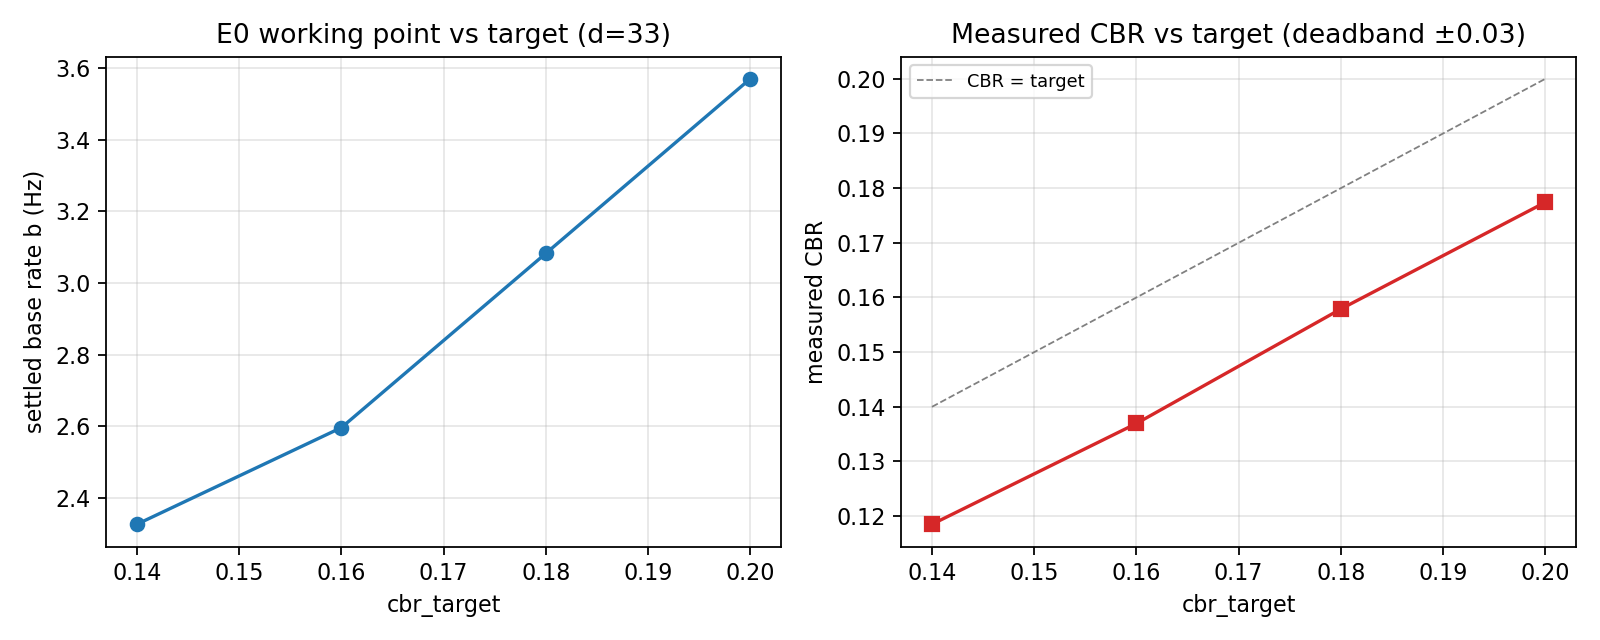 E0 working point vs target (d=33)
settled base rate b (Hz)
3.6
3.4
3.2
3.0
2.8
2.6
2.4
0.14 0.15 0.16 0.17 0.18 0.19 0.20
cbr_target
Measured CBR vs target (deadband ±0.03)
CBR = target
measured CBR
0.20
0.19
0.18
0.17
0.16
0.15
0.14
0.13
0.12
0.14 0.15 0.16 0.17 0.18 0.19 0.20
cbr_target